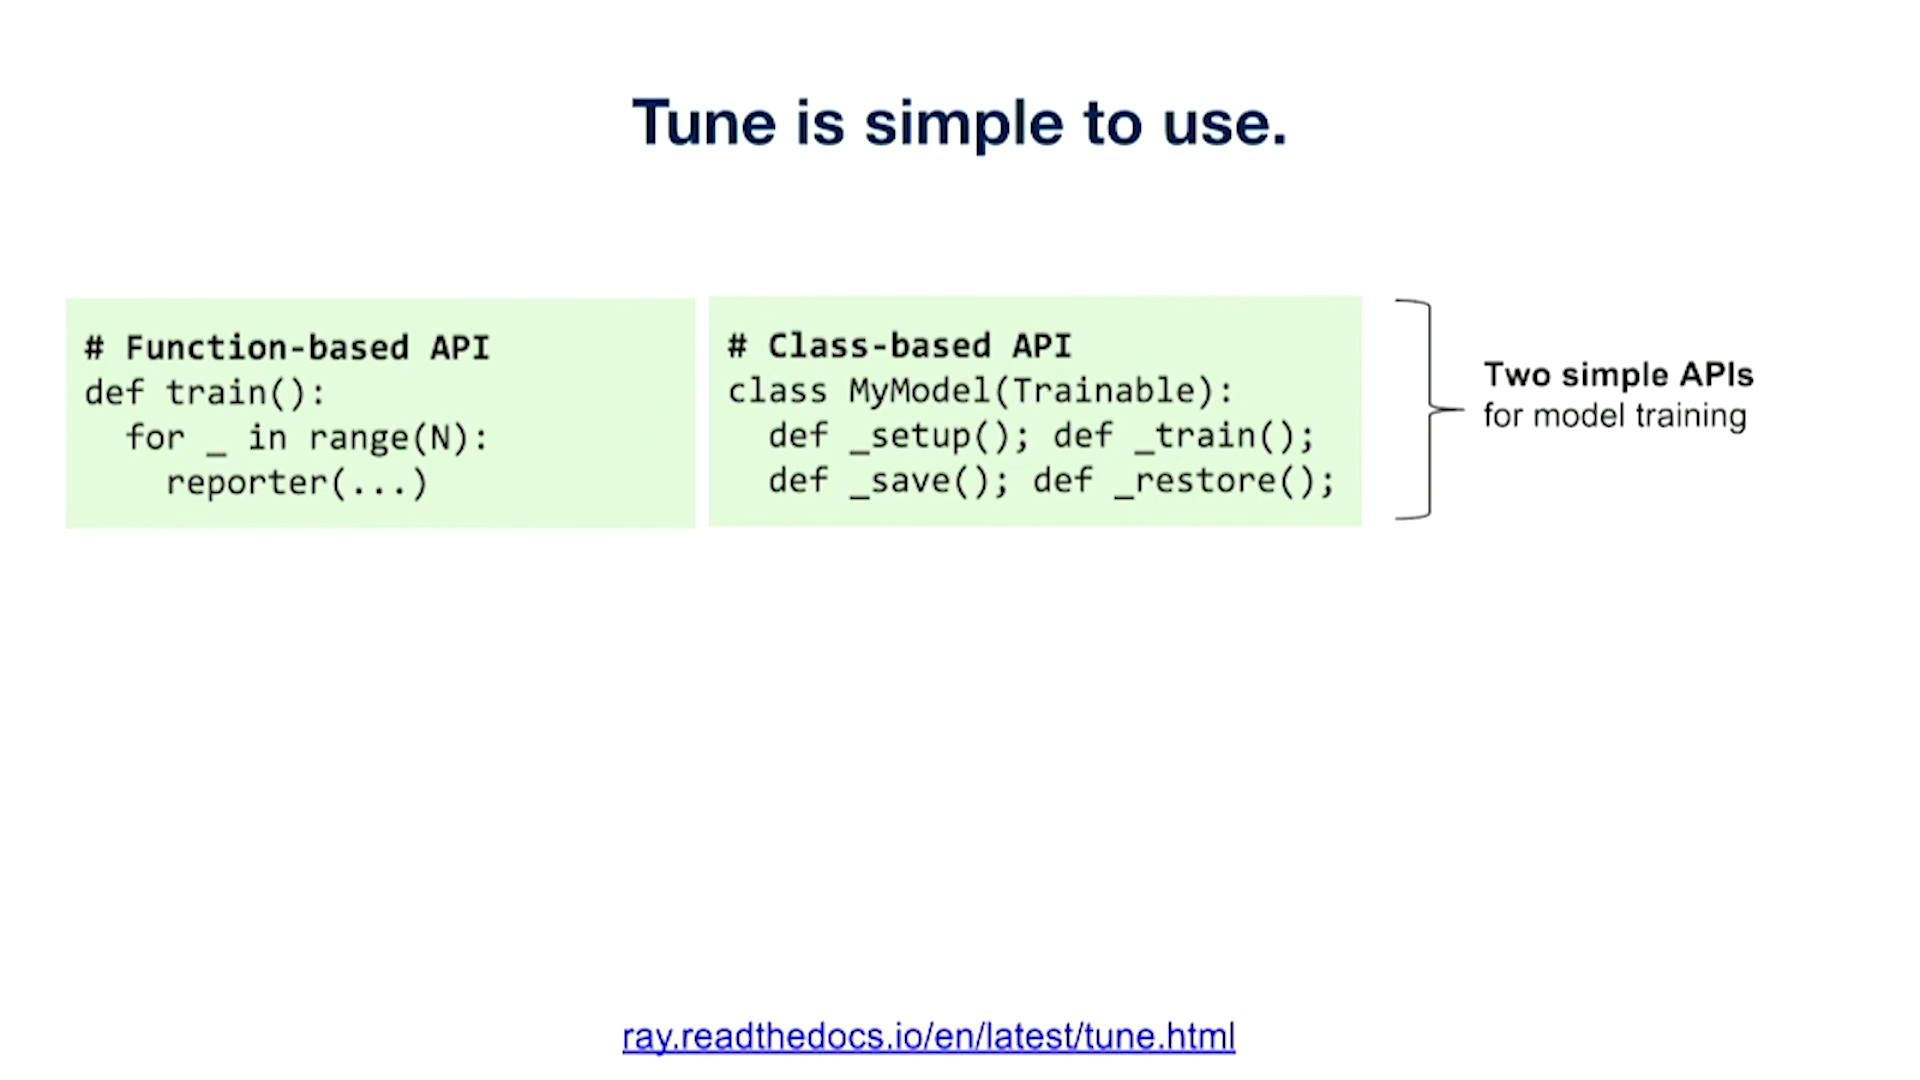 Tune is simple to use.
# Function-based API
def train():
  for _ in range(N):
    reporter(...)
# Class-based API
class MyModel(Trainable):
  def _setup(); def _train();
  def _save(); def _restore();
Two simple APIs
for model training
ray.readthedocs.io/en/latest/tune.html